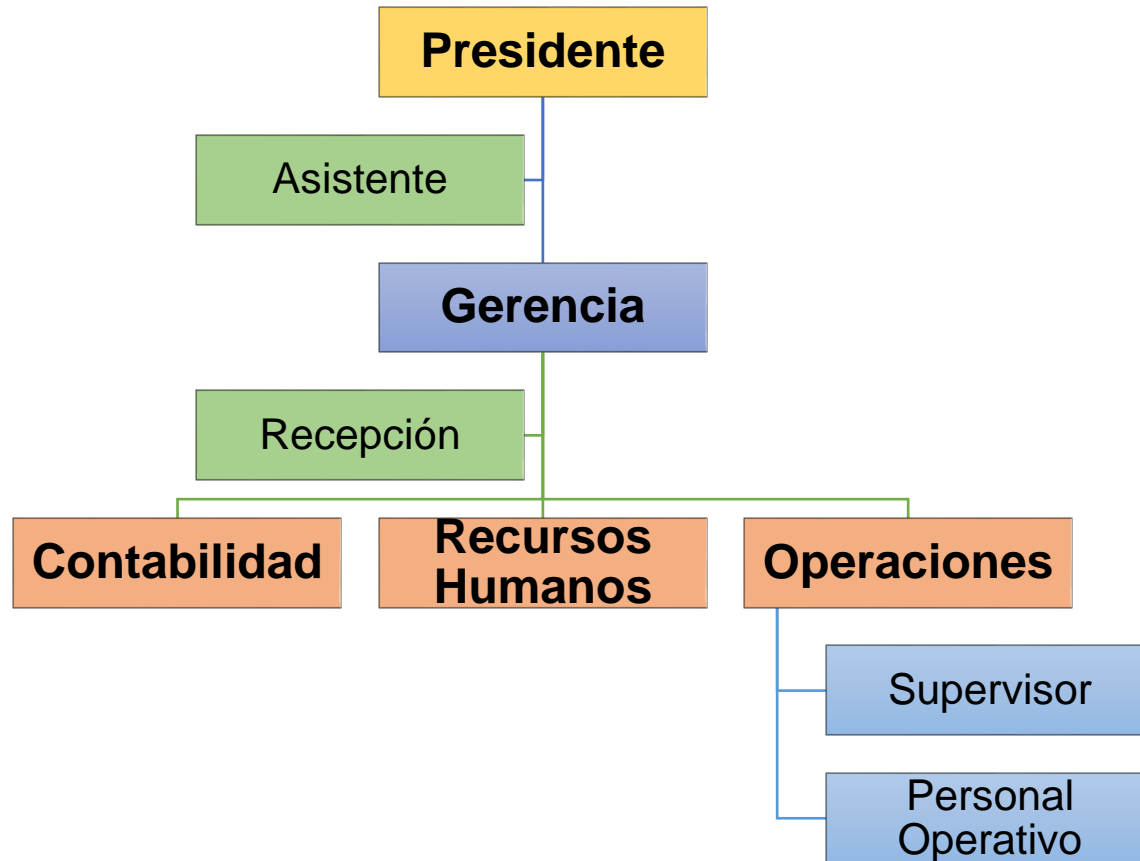 Presidente
Asistente
Gerencia
Recepción
Contabilidad
Recursos
Humanos
Operaciones
Supervisor
Personal
Operativo